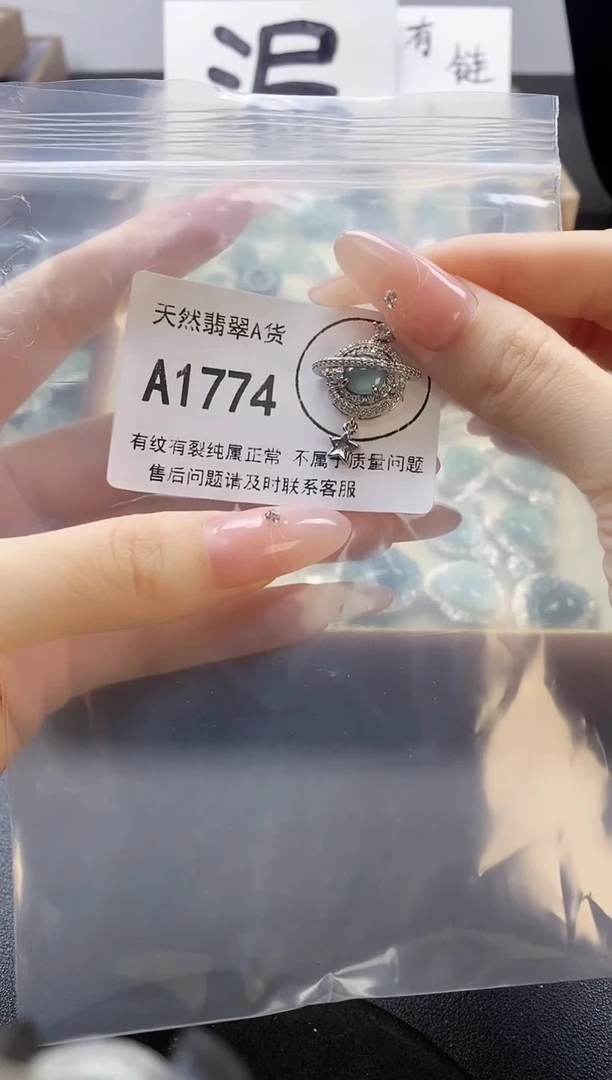 有
链
天然翡翠A货
A1774
有纹有裂纯属正常 不属于质量问题
售后问题请及时联系客服